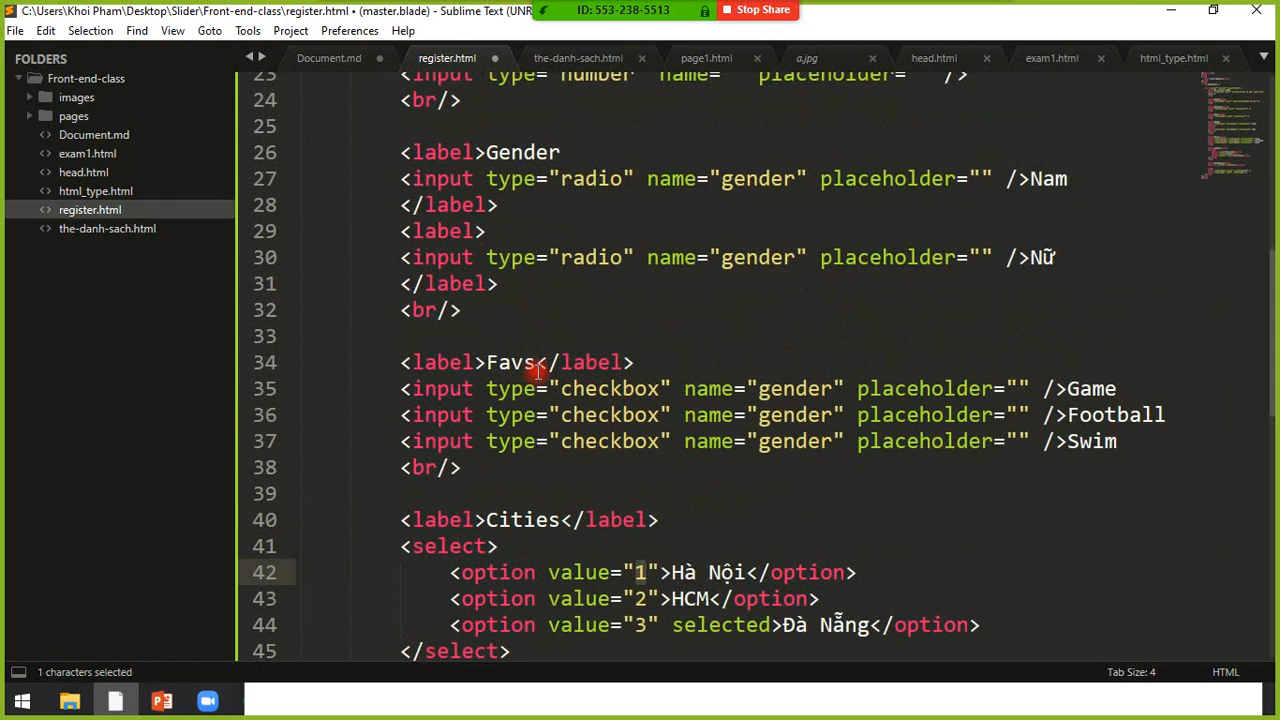 C:\Users\Khoi Pham\Desktop\Slider\Front-end-class\register.html • (master.blade) - Sublime Text (UNR
ID: 553-238-5513
Stop Share
File Edit Selection Find View Goto Tools Project Preferences Help
FOLDERS
Front-end-class
images
pages
Document.md
exam1.html
head.html
html_type.html
register.html
the-danh-sach.html
Document.md register.html the-danh-sach.html page1.html a.jpg head.html exam1.html html_type.html
23 <input type="number" name="" placeholder="" />
24 <br/>
25
26 <label>Gender
27 <input type="radio" name="gender" placeholder="" />Nam
28 </label>
29 <label>
30 <input type="radio" name="gender" placeholder="" />Nữ
31 </label>
32 <br/>
33
34 <label>Favs</label>
35 <input type="checkbox" name="gender" placeholder="" />Game
36 <input type="checkbox" name="gender" placeholder="" />Football
37 <input type="checkbox" name="gender" placeholder="" />Swim
38 <br/>
39
40 <label>Cities</label>
41 <select>
42 <option value="1">Hà Nội</option>
43 <option value="2">HCM</option>
44 <option value="3" selected>Đà Nẵng</option>
45 </select>
1 characters selected
Tab Size: 4
HTML